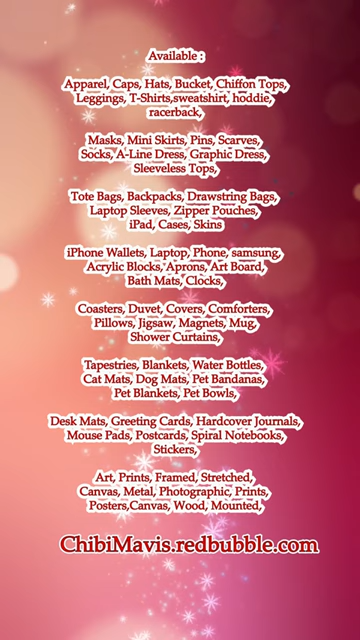 Available :
Apparel, Caps, Hats, Bucket, Chiffon Tops,
Leggings, T-Shirts,sweatshirt, hoddie,
racerback,
Masks, Mini Skirts, Pins, Scarves,
Socks, A-Line Dress, Graphic Dress,
Sleeveless Tops,
Tote Bags, Backpacks, Drawstring Bags,
Laptop Sleeves, Zipper Pouches,
iPad, Cases, Skins
iPhone Wallets, Laptop, Phone, samsung,
Acrylic Blocks, Aprons, Art Board,
Bath Mats, Clocks,
Coasters, Duvet, Covers, Comforters,
Pillows, Jigsaw, Magnets, Mug,
Shower Curtains,
Tapestries, Blankets, Water Bottles,
Cat Mats, Dog Mats, Pet Bandanas,
Pet Blankets, Pet Bowls,
Desk Mats, Greeting Cards, Hardcover Journals,
Mouse Pads, Postcards, Spiral Notebooks,
Stickers,
Art, Prints, Framed, Stretched,
Canvas, Metal, Photographic, Prints,
Posters,Canvas, Wood, Mounted,
ChibiMavis.redbubble.com